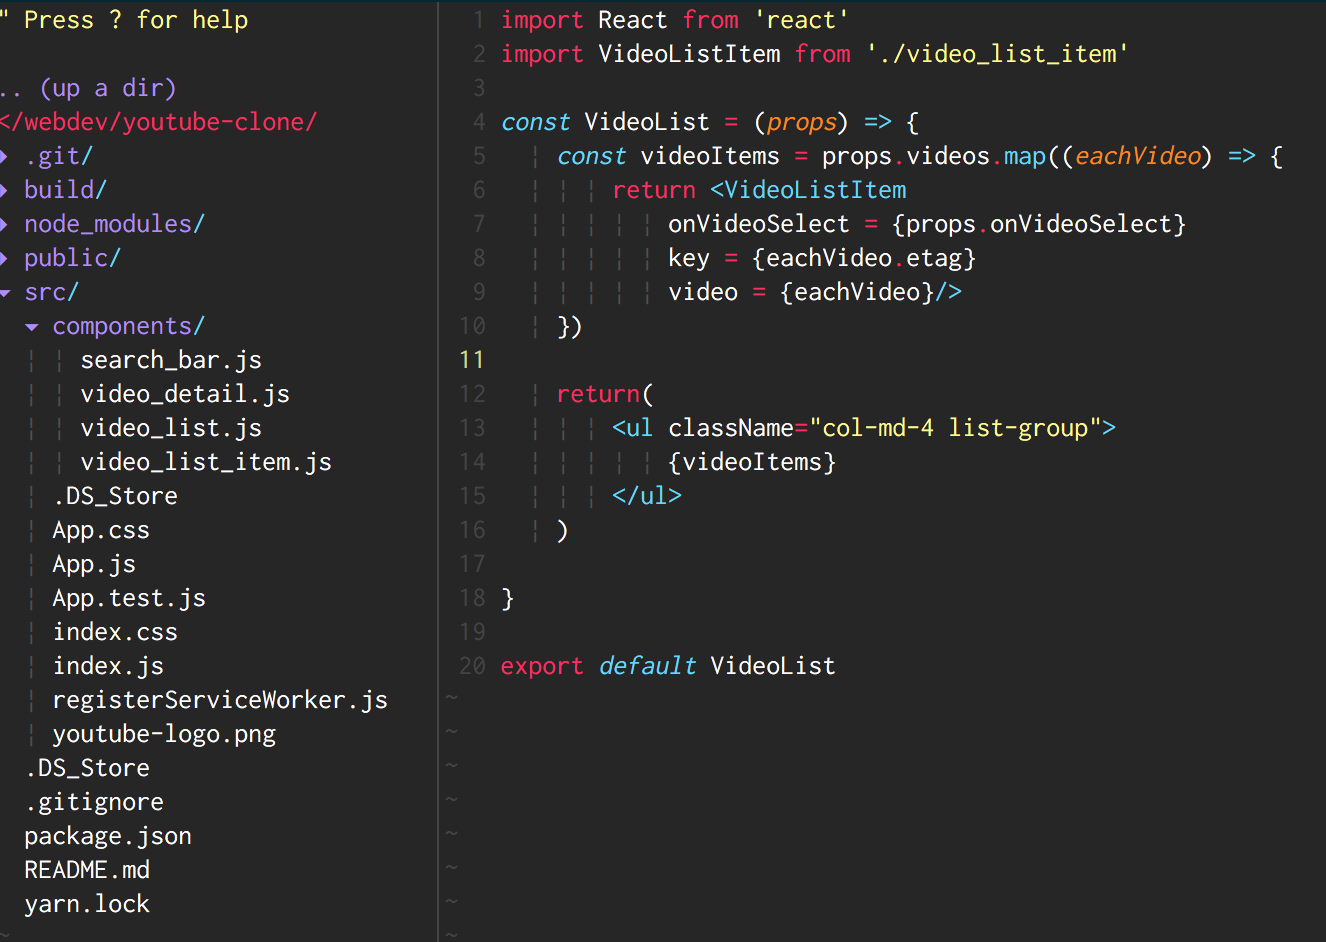 " Press ? for help
.. (up a dir)
</webdev/youtube-clone/
▸ .git/
▸ build/
▸ node_modules/
▸ public/
▾ src/
▾ components/
search_bar.js
video_detail.js
video_list.js
video_list_item.js
.DS_Store
App.css
App.js
App.test.js
index.css
index.js
registerServiceWorker.js
youtube-logo.png
.DS_Store
.gitignore
package.json
README.md
yarn.lock
~
1 import React from 'react'
2 import VideoListItem from './video_list_item'
3
4 const VideoList = (props) => {
5 ¦ const videoItems = props.videos.map((eachVideo) => {
6 ¦ ¦ ¦ return <VideoListItem
7 ¦ ¦ ¦ ¦ ¦ onVideoSelect = {props.onVideoSelect}
8 ¦ ¦ ¦ ¦ ¦ key = {eachVideo.etag}
9 ¦ ¦ ¦ ¦ ¦ video = {eachVideo}/>
10 ¦ })
11
12 ¦ return(
13 ¦ ¦ ¦ <ul className="col-md-4 list-group">
14 ¦ ¦ ¦ ¦ ¦ {videoItems}
15 ¦ ¦ ¦ </ul>
16 ¦ )
17
18 }
19
20 export default VideoList
~
~
~
~
~
~
~
~